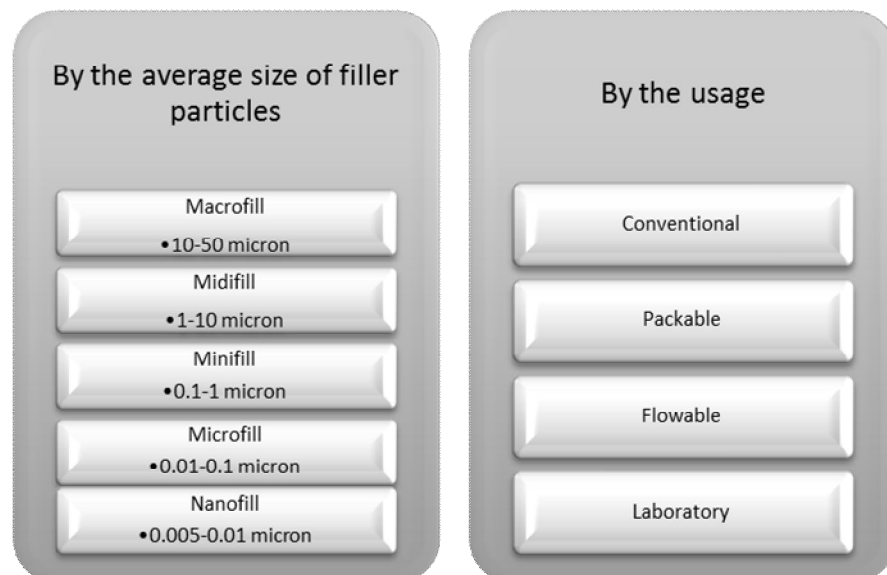 By the average size of filler
particles
Macrofill
•10-50 micron
Midifill
•1-10 micron
Minifill
•0.1-1 micron
Microfill
•0.01-0.1 micron
Nanofill
•0.005-0.01 micron
By the usage
Conventional
Packable
Flowable
Laboratory